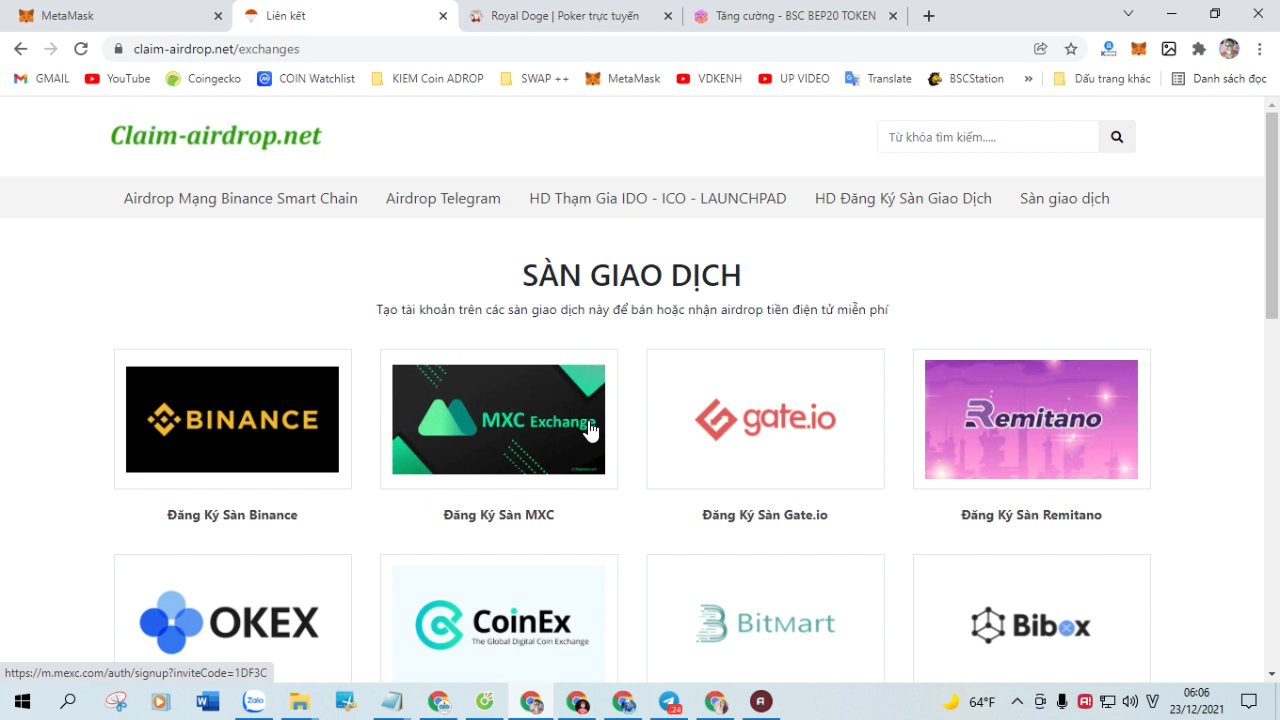 MetaMask
Liên kết
Royal Doge | Poker trực tuyến
Tăng cường - BSC BEP20 TOKEN
claim-airdrop.net/exchanges
GMAIL
YouTube
Coingecko
COIN Watchlist
KIEM Coin ADROP
SWAP ++
MetaMask
VDKENH
UP VIDEO
Translate
BSCStation
»
Dấu trang khác
Danh sách đọc
Claim-airdrop.net
Từ khóa tìm kiếm.....
Airdrop Mạng Binance Smart Chain
Airdrop Telegram
HD Thạm Gia IDO - ICO - LAUNCHPAD
HD Đăng Ký Sàn Giao Dịch
Sàn giao dịch
SÀN GIAO DỊCH
Tạo tài khoản trên các sàn giao dịch này để bán hoặc nhận airdrop tiền điện tử miễn phí
BINANCE
MXC Exchange
gate.io
Remitano
Đăng Ký Sàn Binance
Đăng Ký Sàn MXC
Đăng Ký Sàn Gate.io
Đăng Ký Sàn Remitano
OKEX
CoinEx
The Global Digital Coin Exchange
BitMart
Bibox
https://m.mexc.com/auth/signup?inviteCode=1DF3C
Zalo
24
64°F
06:06
23/12/2021